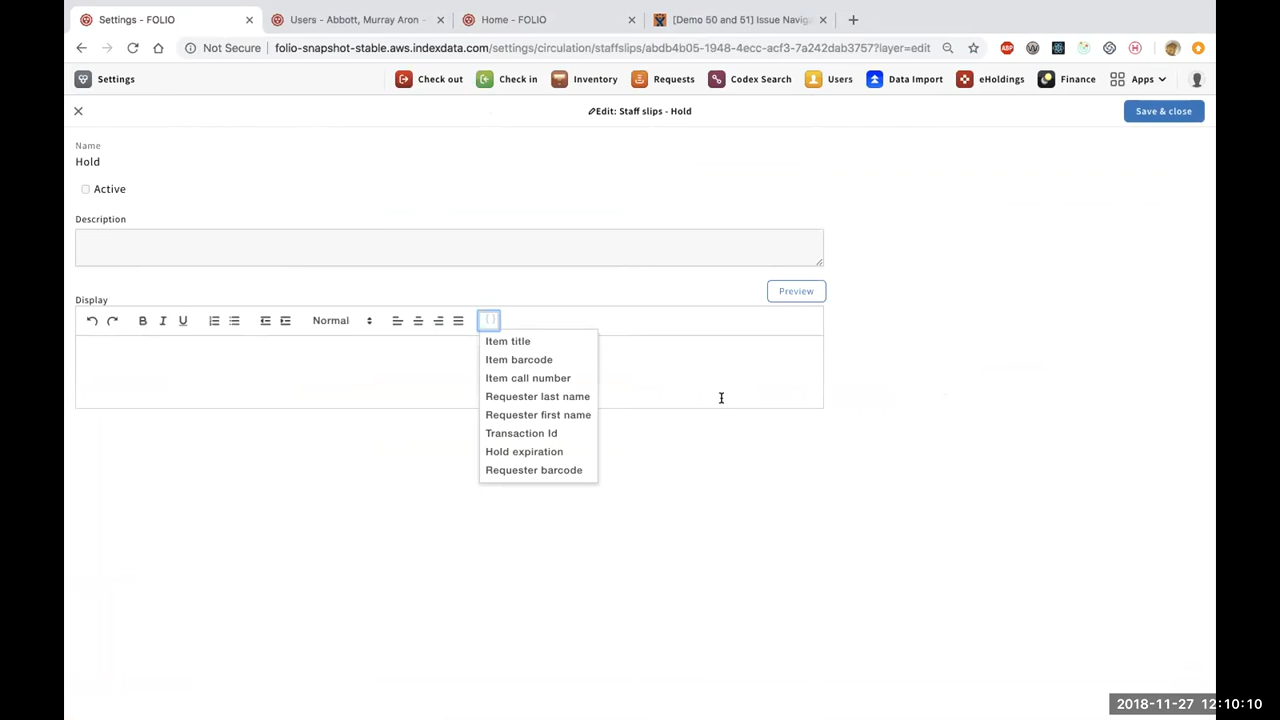 Settings - FOLIO
Users - Abbott, Murray Aron -
Home - FOLIO
[Demo 50 and 51] Issue Naviga
Not Secure folio-snapshot-stable.aws.indexdata.com/settings/circulation/staffslips/abdb4b05-1948-4ecc-acf3-7a242dab3757?layer=edit
ABP
Settings
Check out
Check in
Inventory
Requests
Codex Search
Users
Data Import
eHoldings
Finance
Apps
Edit: Staff slips - Hold
Save & close
Name
Hold
Active
Description
Preview
Display
B I U Normal {}
Item title
Item barcode
Item call number
Requester last name
Requester first name
Transaction Id
Hold expiration
Requester barcode
2018-11-27 12:10:10